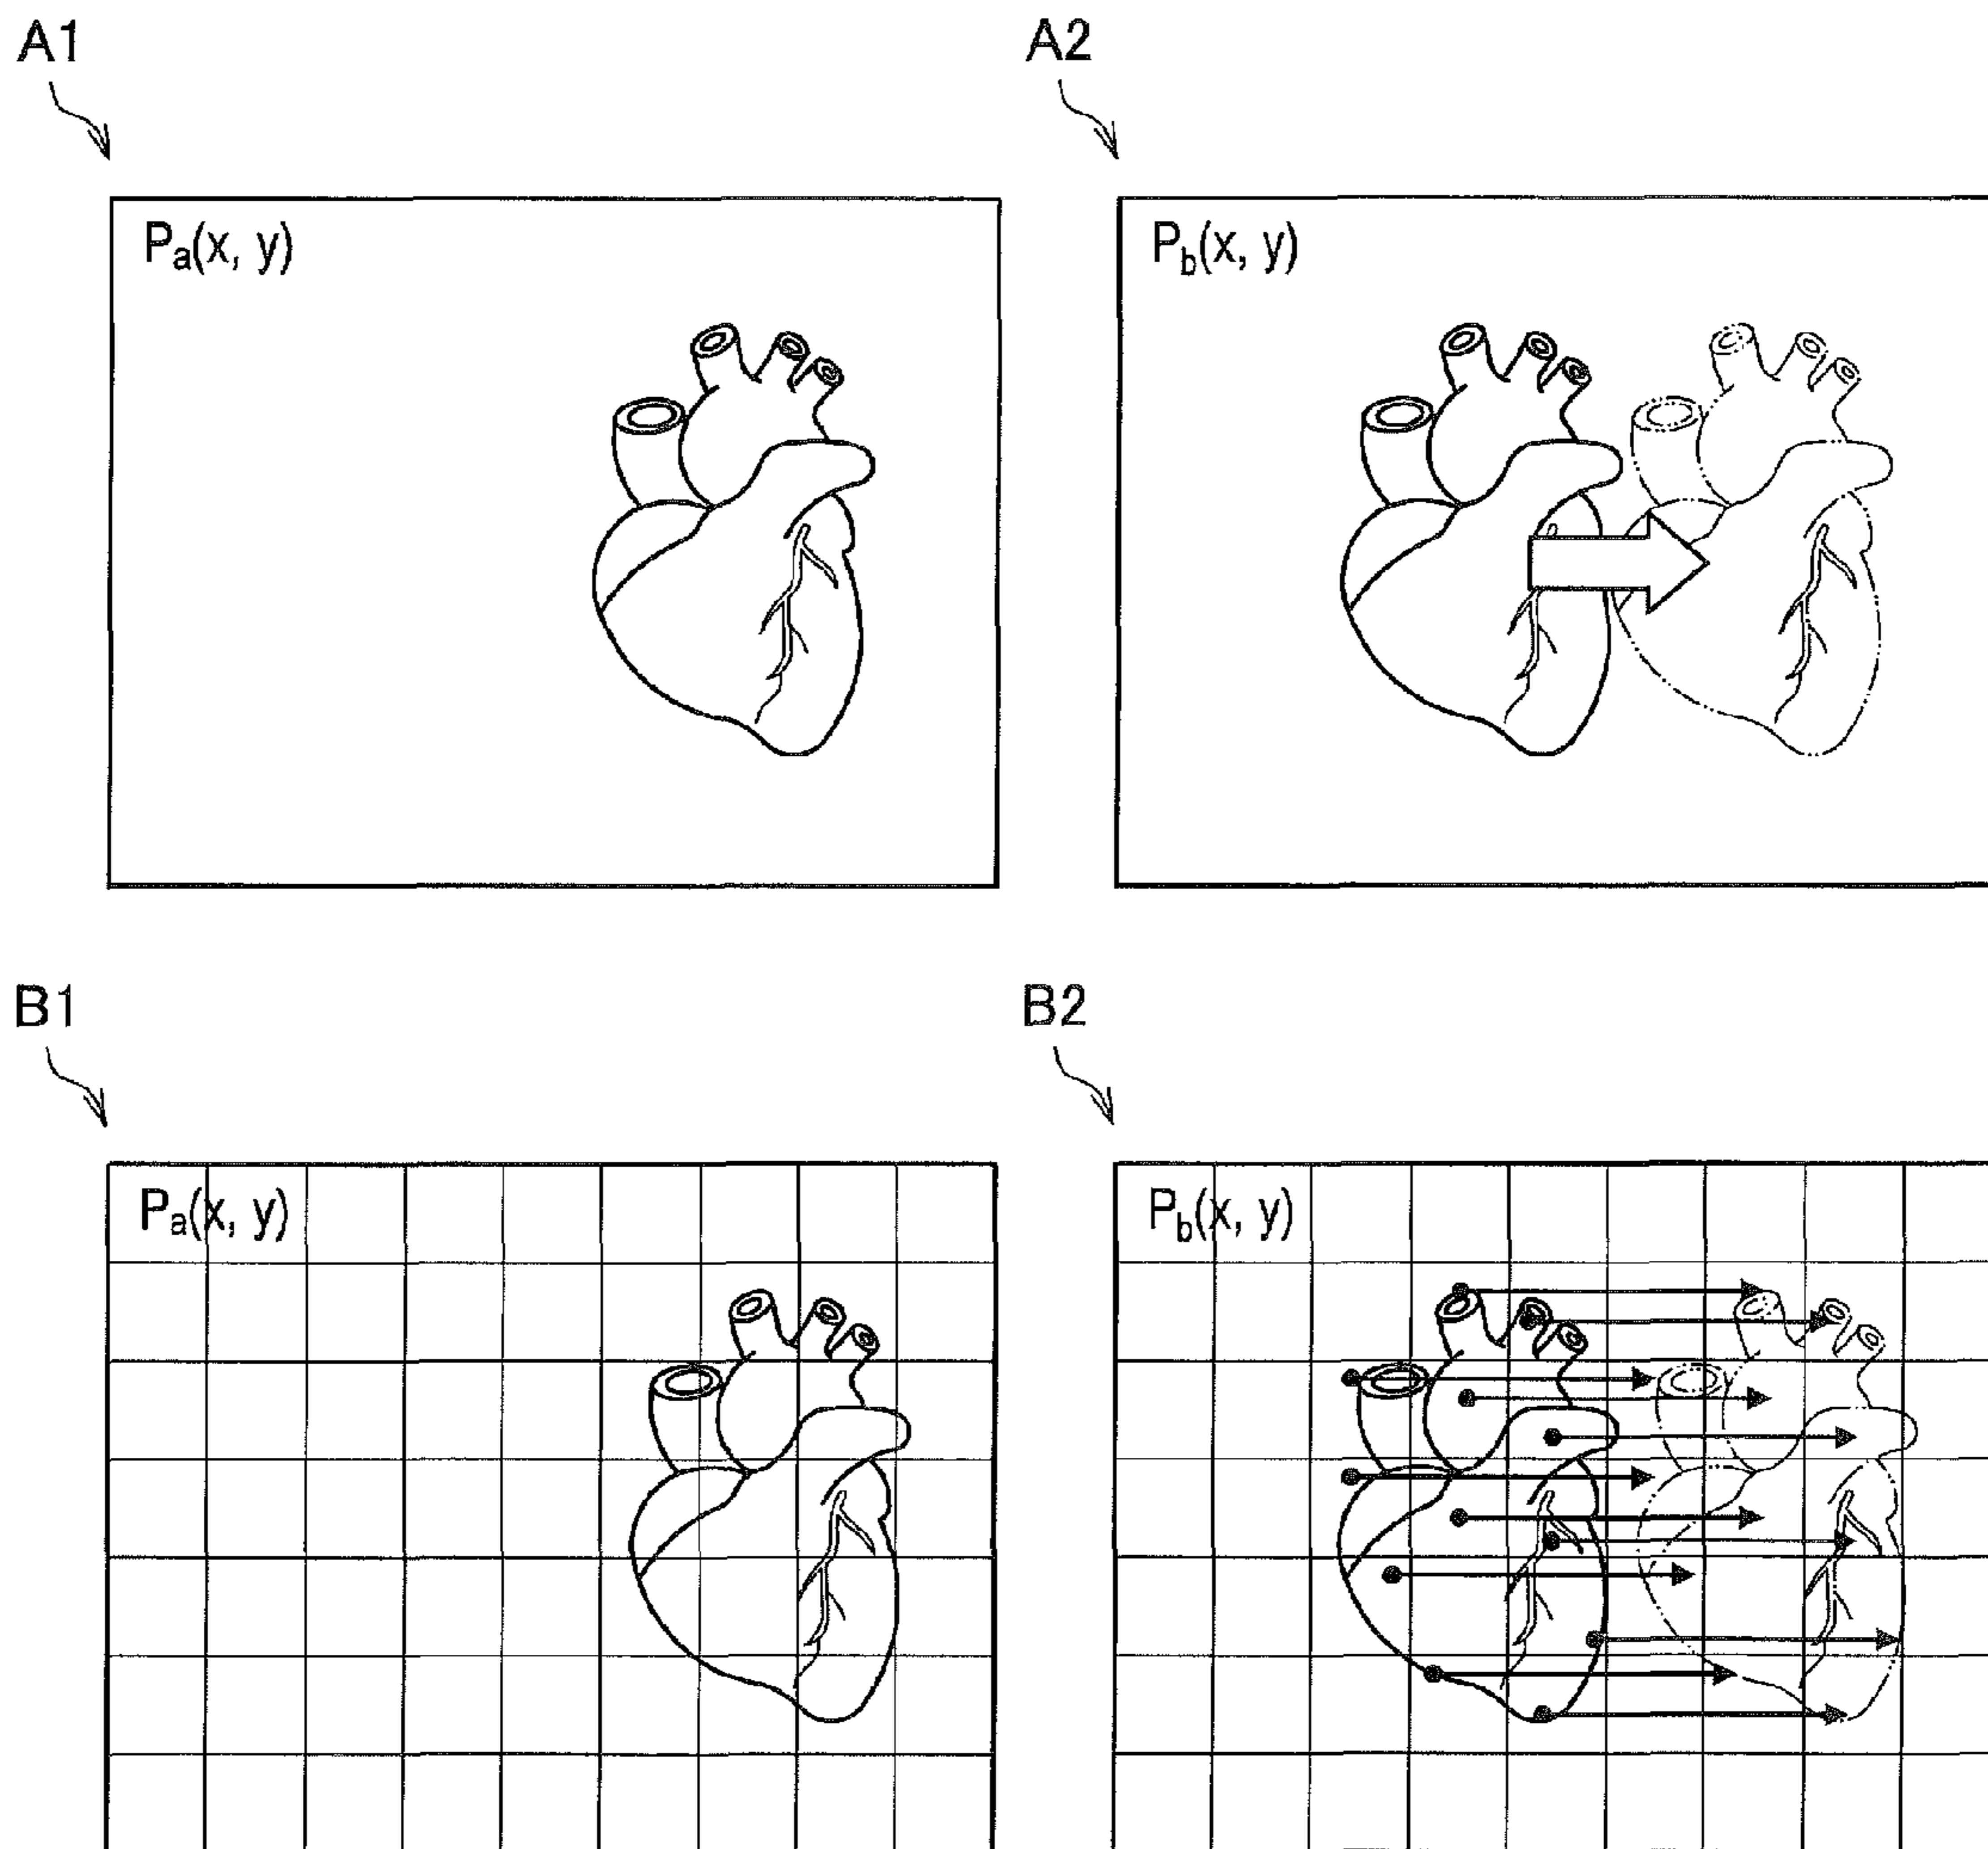 A1
A2
Pa(x, y)
Pb(x, y)
B1
B2
Pa(x, y)
Pb(x, y)